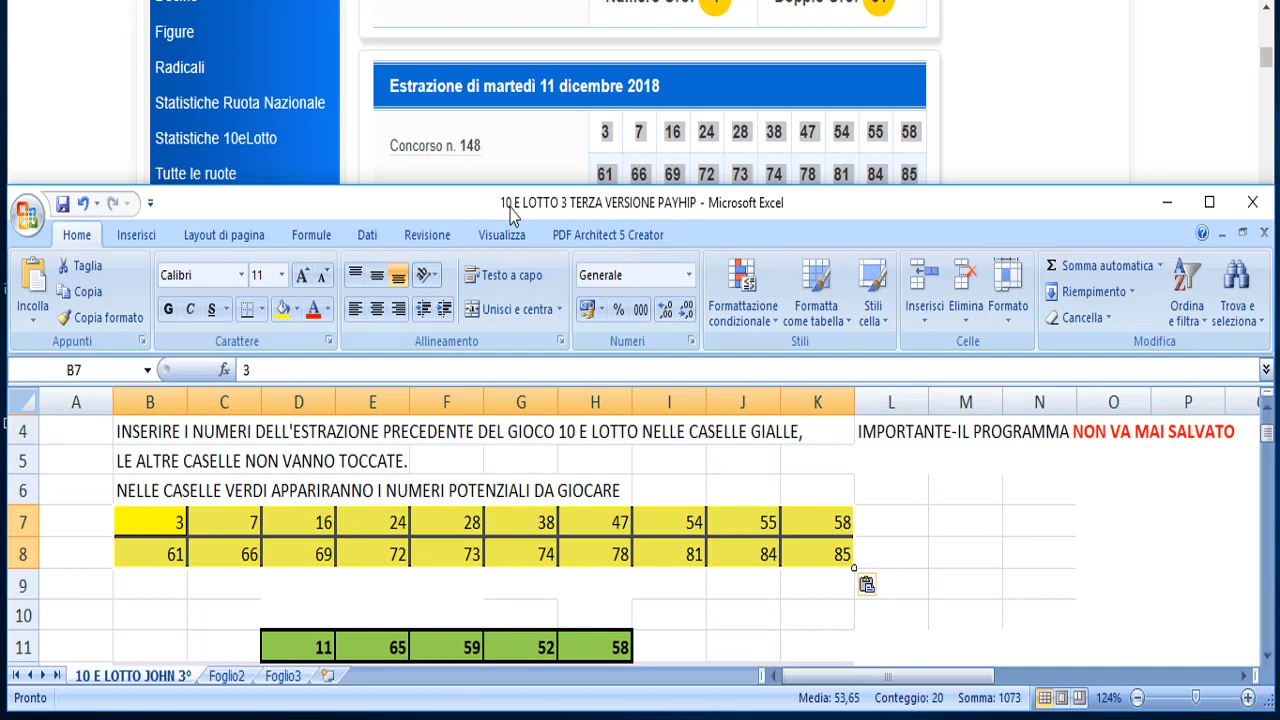 Figure
Radicali
Statistiche Ruota Nazionale
Statistiche 10eLotto
Tutte le ruote
Estrazione di martedì 11 dicembre 2018
Concorso n. 148
3 7 16 24 28 38 47 54 55 58
61 66 69 72 73 74 78 81 84 85
10 E LOTTO 3 TERZA VERSIONE PAYHIP - Microsoft Excel
Home Inserisci Layout di pagina Formule Dati Revisione Visualizza PDF Architect 5 Creator
Incolla
Taglia
Copia
Copia formato
Appunti
Calibri 11
G C S
Carattere
Testo a capo
Unisci e centra
Allineamento
Generale
% 000
Numeri
Formattazione condizionale
Formatta come tabella
Stili cella
Stili
Inserisci Elimina Formato
Celle
Σ Somma automatica
Riempimento
Cancella
Ordina e filtra
Trova e seleziona
Modifica
B7 fx 3
A B C D E F G H I J K L M N O P
4 INSERIRE I NUMERI DELL'ESTRAZIONE PRECEDENTE DEL GIOCO 10 E LOTTO NELLE CASELLE GIALLE, IMPORTANTE-IL PROGRAMMA NON VA MAI SALVATO
5 LE ALTRE CASELLE NON VANNO TOCCATE.
6 NELLE CASELLE VERDI APPARIRANNO I NUMERI POTENZIALI DA GIOCARE
7 3 7 16 24 28 38 47 54 55 58
8 61 66 69 72 73 74 78 81 84 85
9
10
11 11 65 59 52 58
10 E LOTTO JOHN 3° Foglio2 Foglio3
Pronto Media: 53,65 Conteggio: 20 Somma: 1073 124%